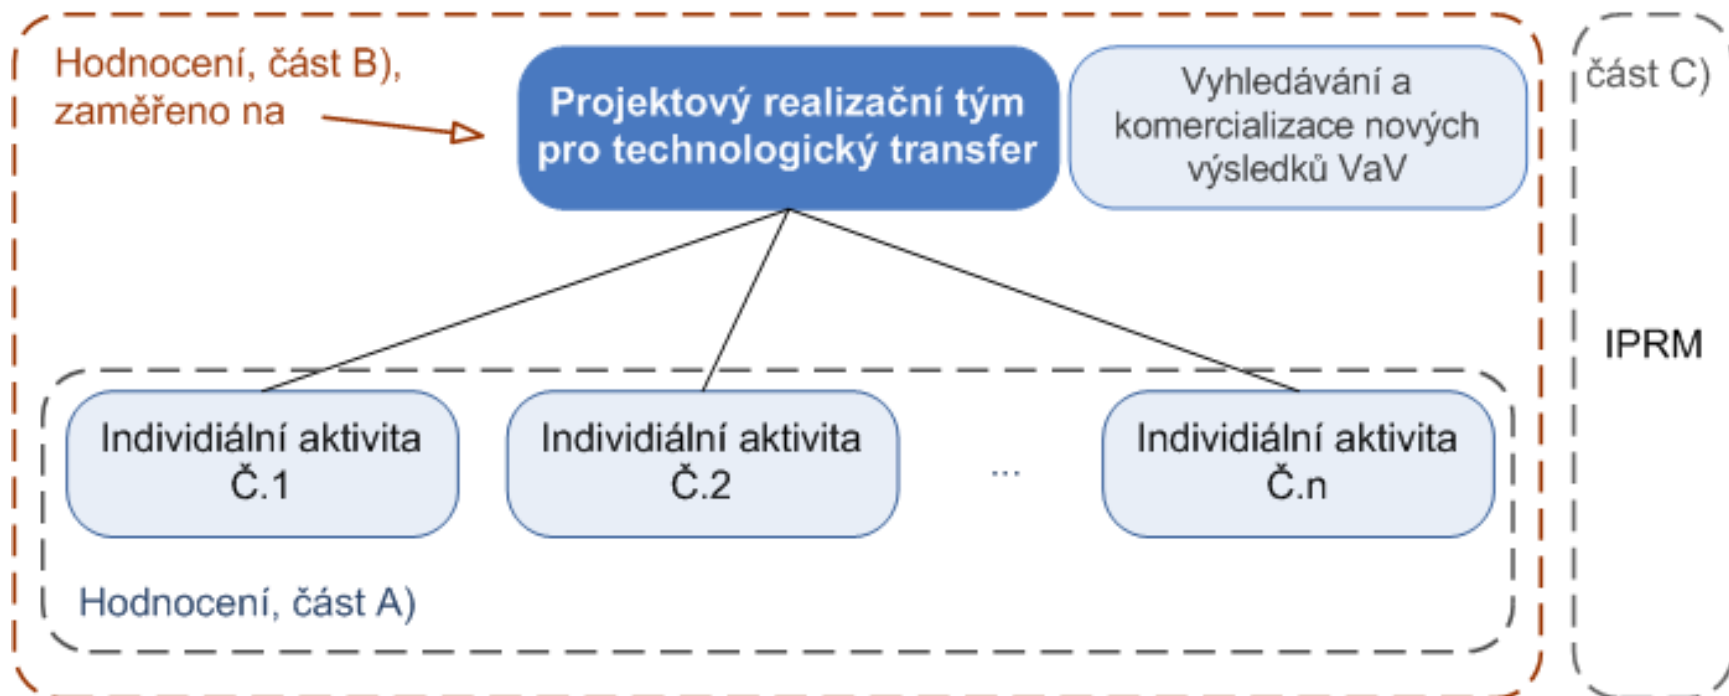 Hodnocení, část B),
zaměřeno na
Projektový realizační tým
pro technologický transfer
Vyhledávání a
komercializace nových
výsledků VaV
část C)
IPRM
Individiální aktivita
Č.1
Individiální aktivita
Č.2
...
Individiální aktivita
Č.n
Hodnocení, část A)